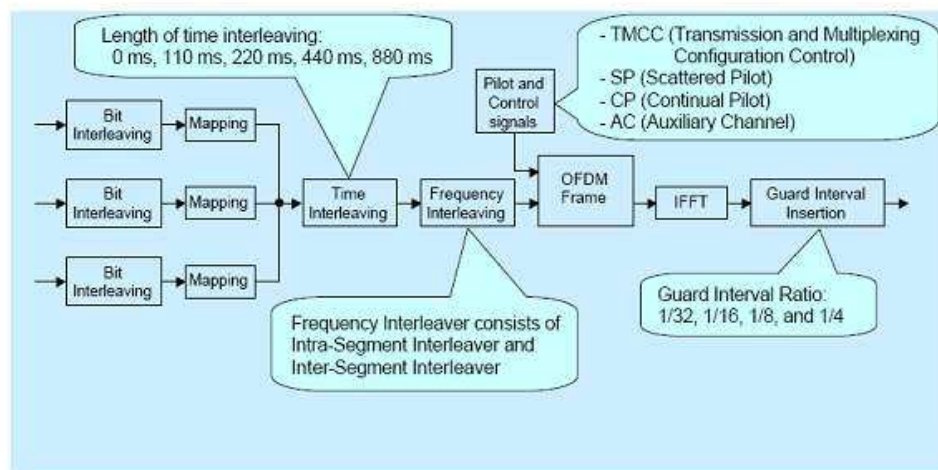 Length of time interleaving:
0 ms, 110 ms, 220 ms, 440 ms, 880 ms
- TMCC (Transmission and Multiplexing
Configuration Control)
- SP (Scattered Pilot)
- CP (Continual Pilot)
- AC (Auxiliary Channel)
Pilot and
Control
signals
Bit
Interleaving
Mapping
Bit
Interleaving
Mapping
Time
Interleaving
Frequency
Interleaving
OFDM
Frame
IFFT
Guard Interval
Insertion
Bit
Interleaving
Mapping
Frequency Interleaver consists of
Intra-Segment Interleaver and
Inter-Segment Interleaver
Guard Interval Ratio:
1/32, 1/16, 1/8, and 1/4